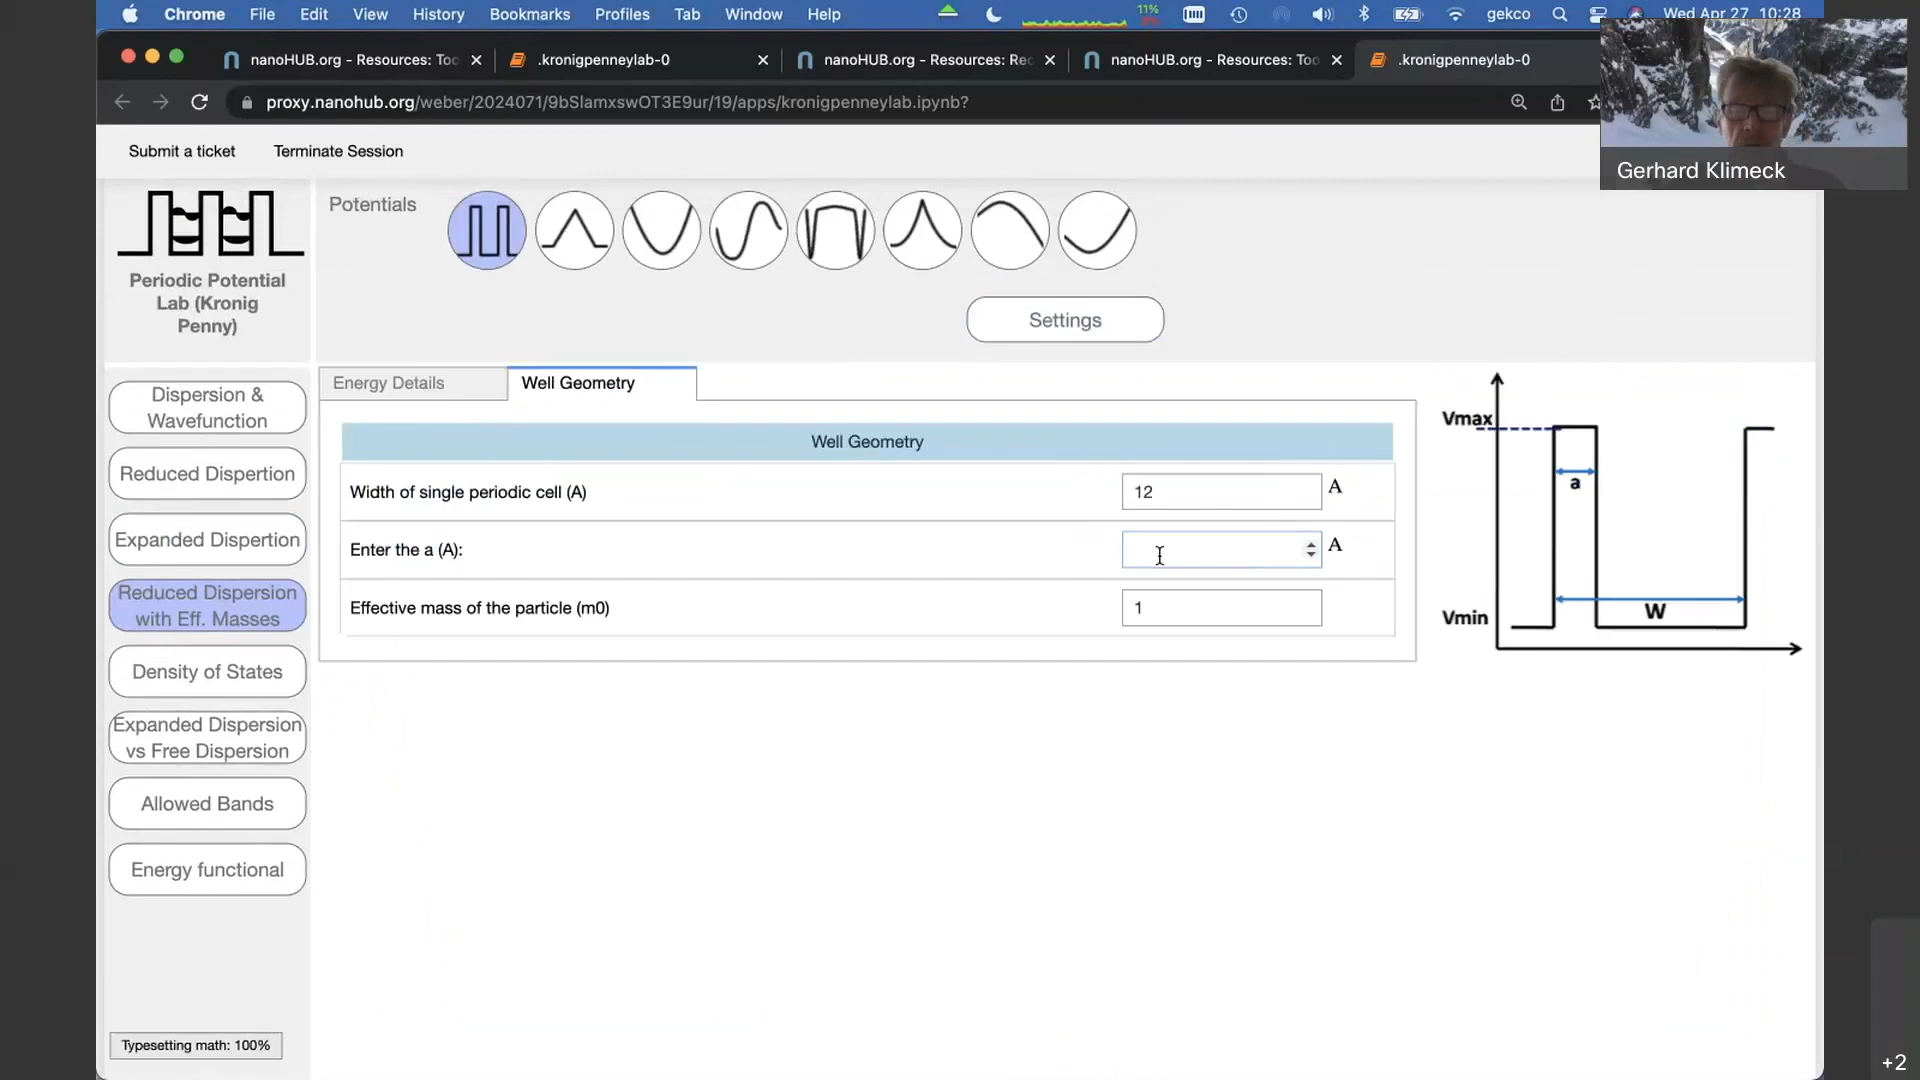 Chrome File Edit View History Bookmarks Profiles Tab Window Help 11% gekco Wed Apr 27 10:28
nanoHUB.org - Resources: Too .kronigpenneylab-0 nanoHUB.org - Resources: Rec nanoHUB.org - Resources: Too .kronigpenneylab-0
proxy.nanohub.org/weber/2024071/9bSlamxswOT3E9ur/19/apps/kronigpenneylab.ipynb?
Gerhard Klimeck
Submit a ticket Terminate Session
Potentials
Periodic Potential
Lab (Kronig
Penny)
Settings
Dispersion &
Wavefunction
Reduced Dispertion
Expanded Dispertion
Reduced Dispersion
with Eff. Masses
Density of States
Expanded Dispersion
vs Free Dispersion
Allowed Bands
Energy functional
Energy Details Well Geometry
Well Geometry
Width of single periodic cell (A) 12 A
Enter the a (A): A
Effective mass of the particle (m0) 1
Vmax
a
W
Vmin
Typesetting math: 100%
+2